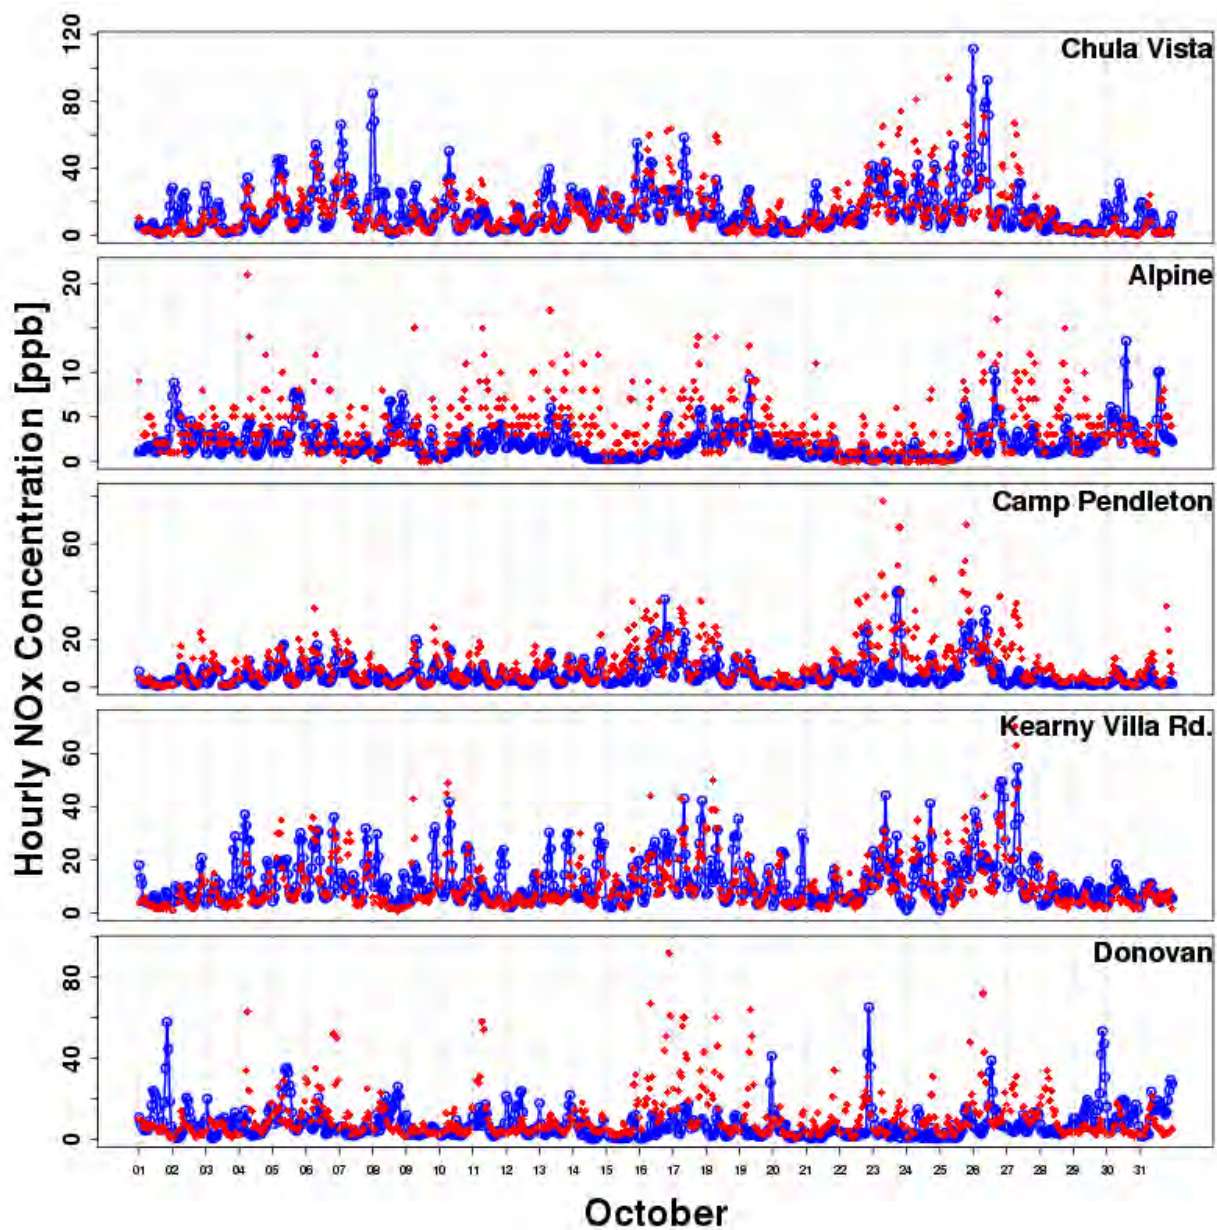 Hourly NOx Concentration [ppb]
Chula Vista
120
80
40
0
Alpine
20
10
5
0
Camp Pendleton
60
20
0
Kearny Villa Rd.
60
40
20
0
Donovan
80
40
0
01 02 03 04 05 06 07 08 09 10 11 12 13 14 15 16 17 18 19 20 21 22 23 24 25 26 27 28 29 30 31
October